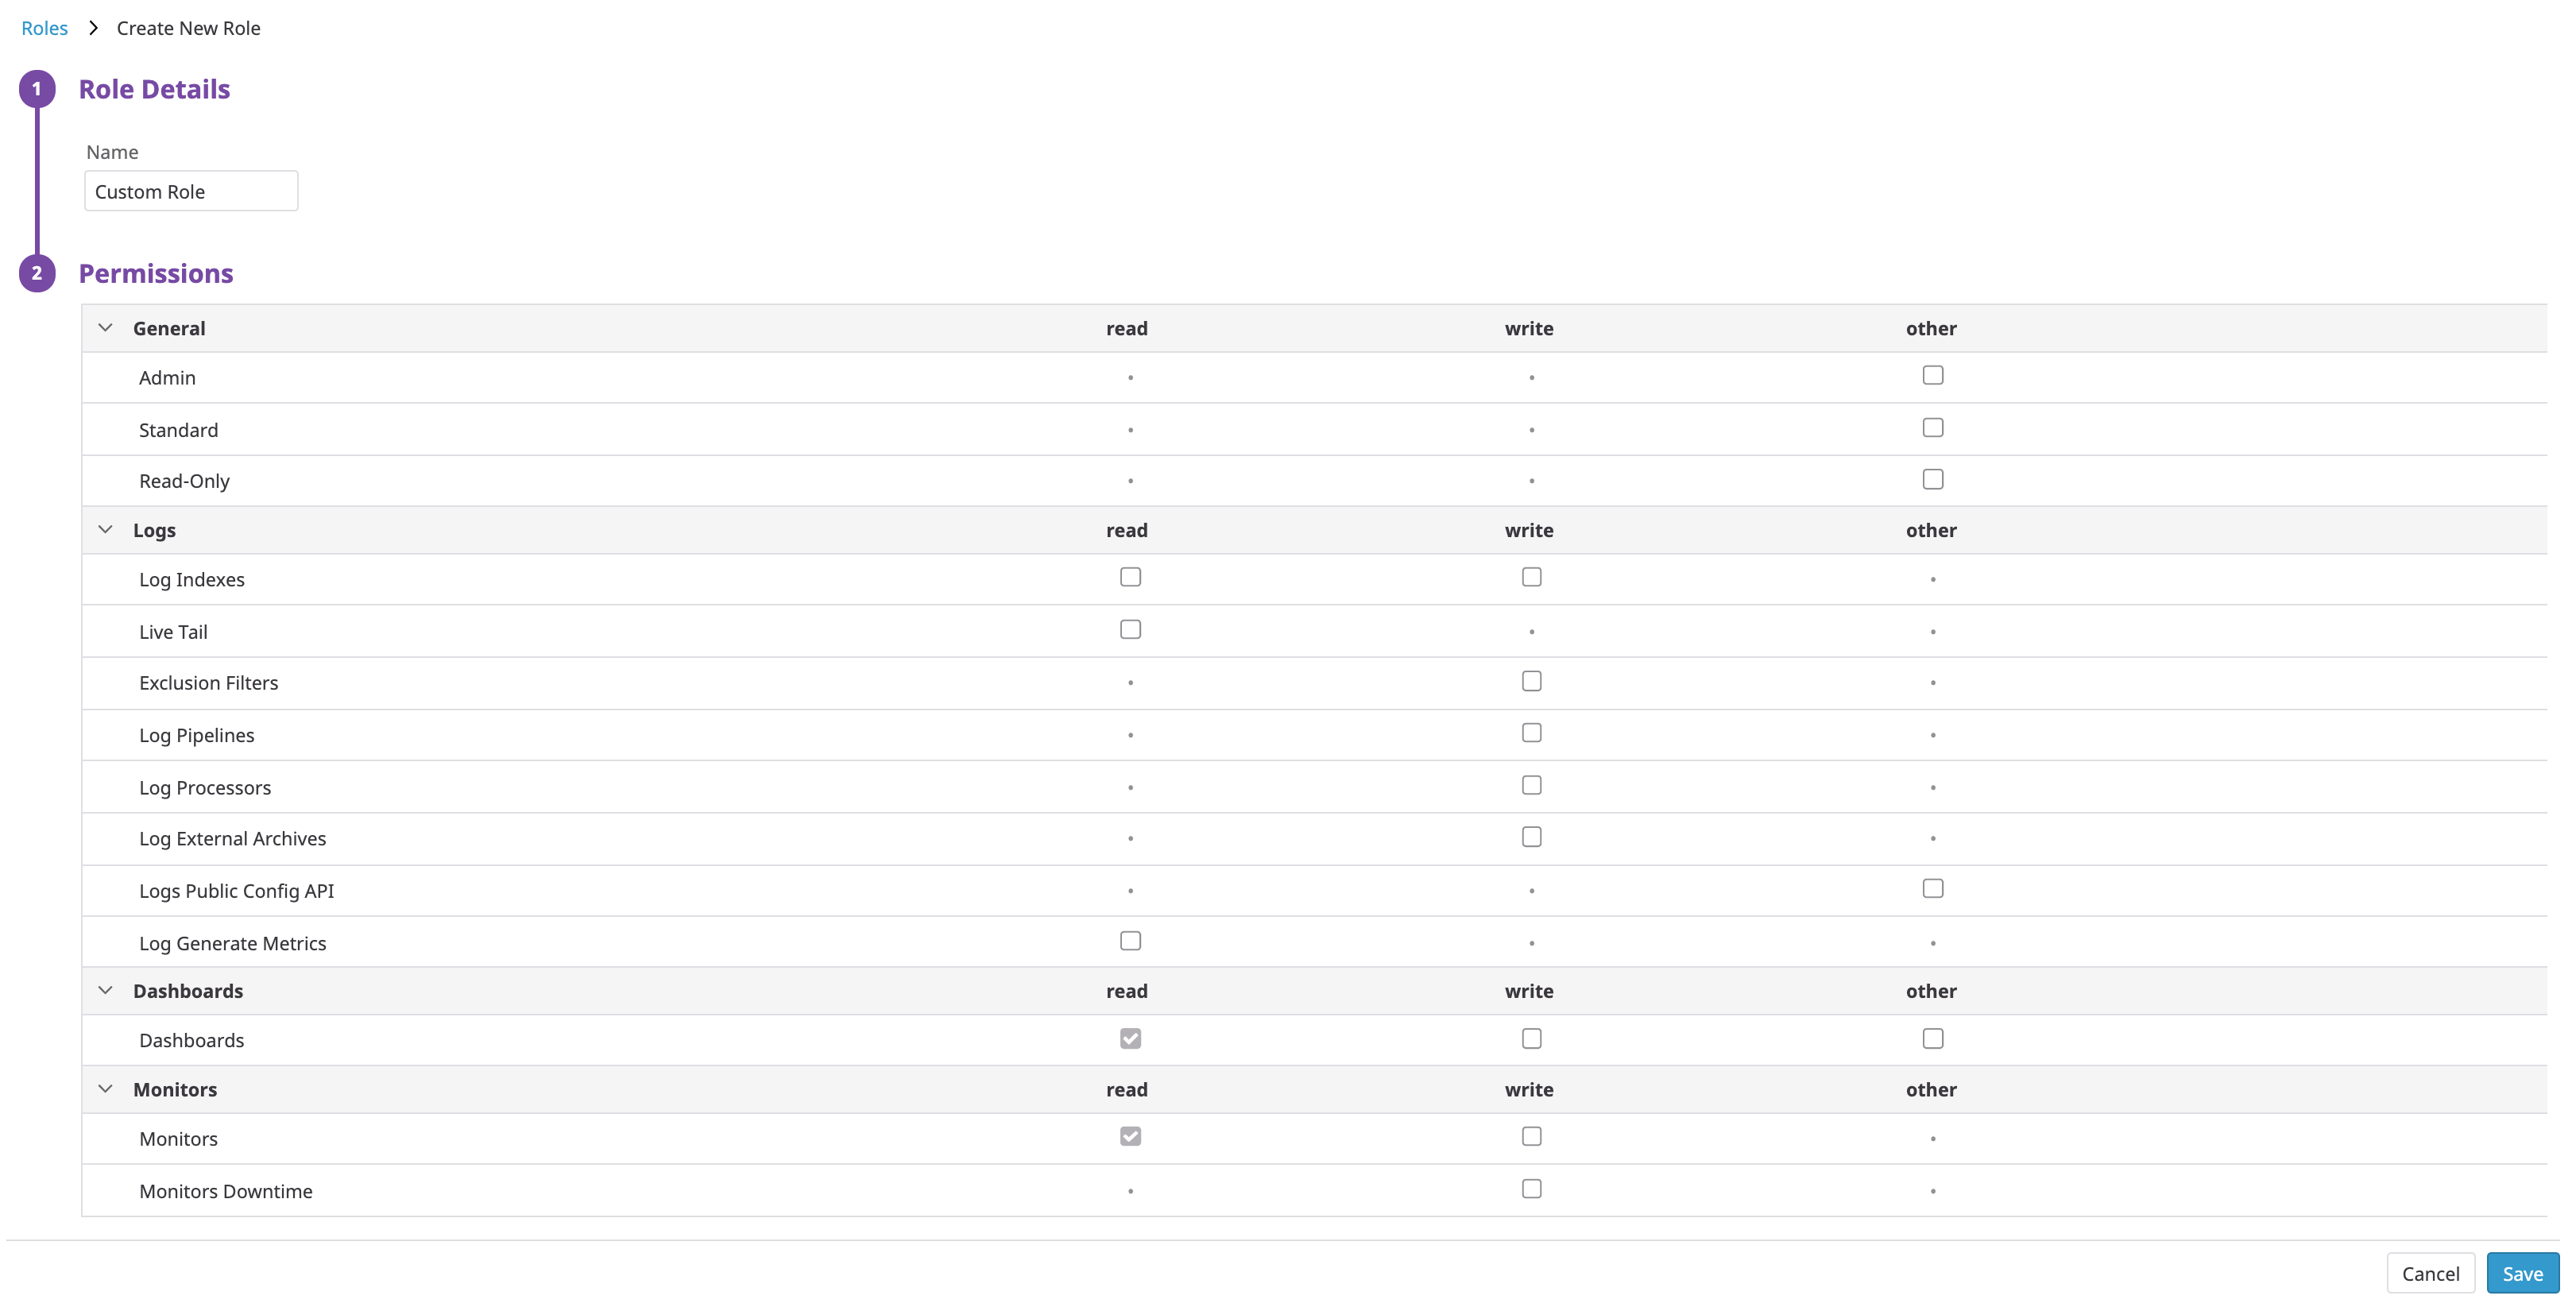 Roles > Create New Role
1 Role Details
Name
Custom Role
2 Permissions
General read write other
Admin
Standard
Read-Only
Logs read write other
Log Indexes
Live Tail
Exclusion Filters
Log Pipelines
Log Processors
Log External Archives
Logs Public Config API
Log Generate Metrics
Dashboards read write other
Dashboards
Monitors read write other
Monitors
Monitors Downtime
Cancel Save